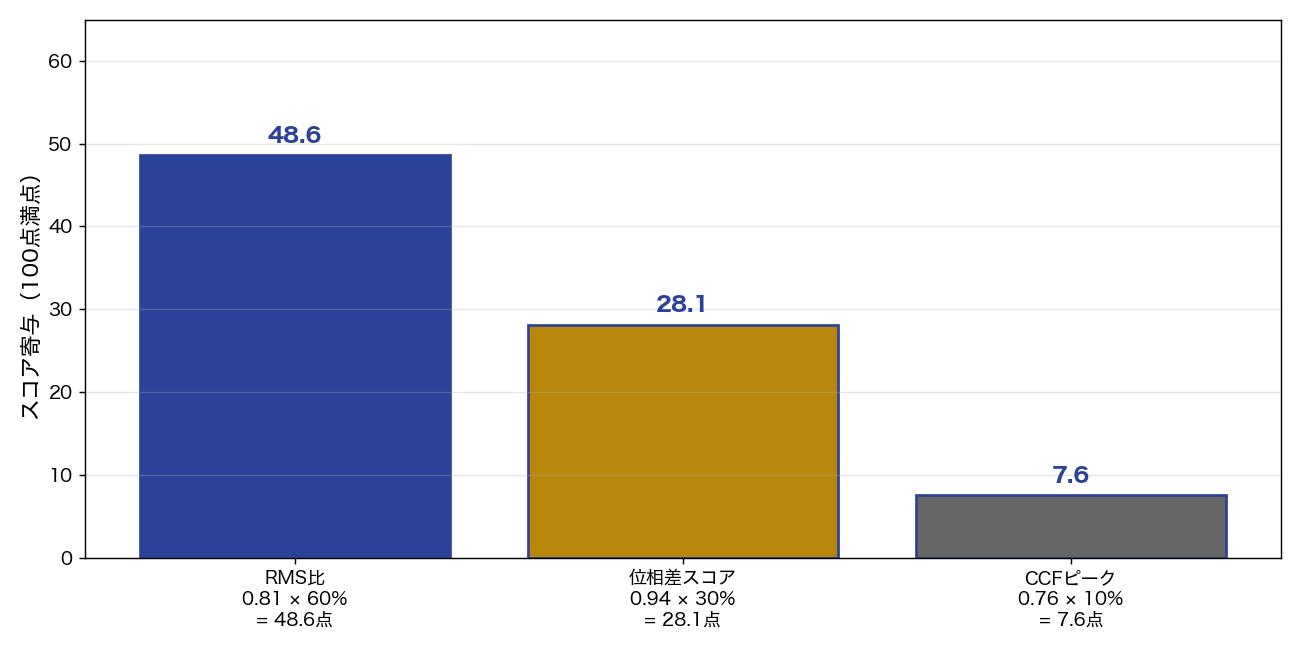 スコア寄与（100点満点）
60
50
40
30
20
10
0
48.6
28.1
7.6
RMS比
0.81 × 60%
= 48.6点
位相差スコア
0.94 × 30%
= 28.1点
CCFピーク
0.76 × 10%
= 7.6点